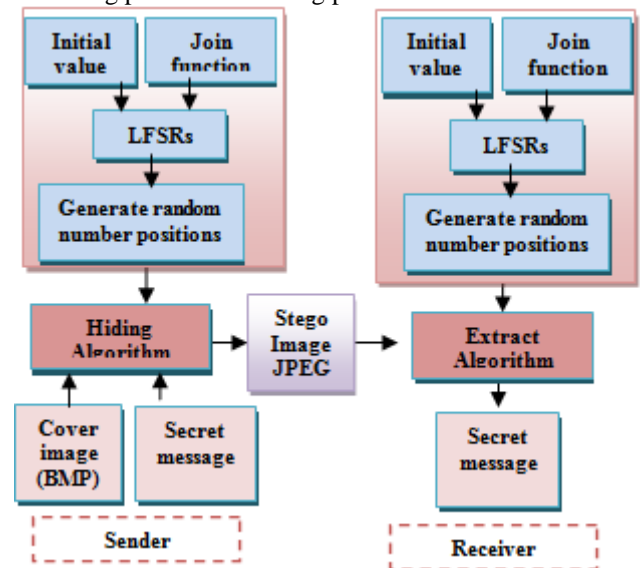 Initial
value
Join
function
LFSRs
Generate random
number positions
Hiding
Algorithm
Cover
image
(BMP)
Secret
message
Sender
Stego
Image
JPEG
Initial
value
Join
function
LFSRs
Generate random
number positions
Extract
Algorithm
Secret
message
Receiver